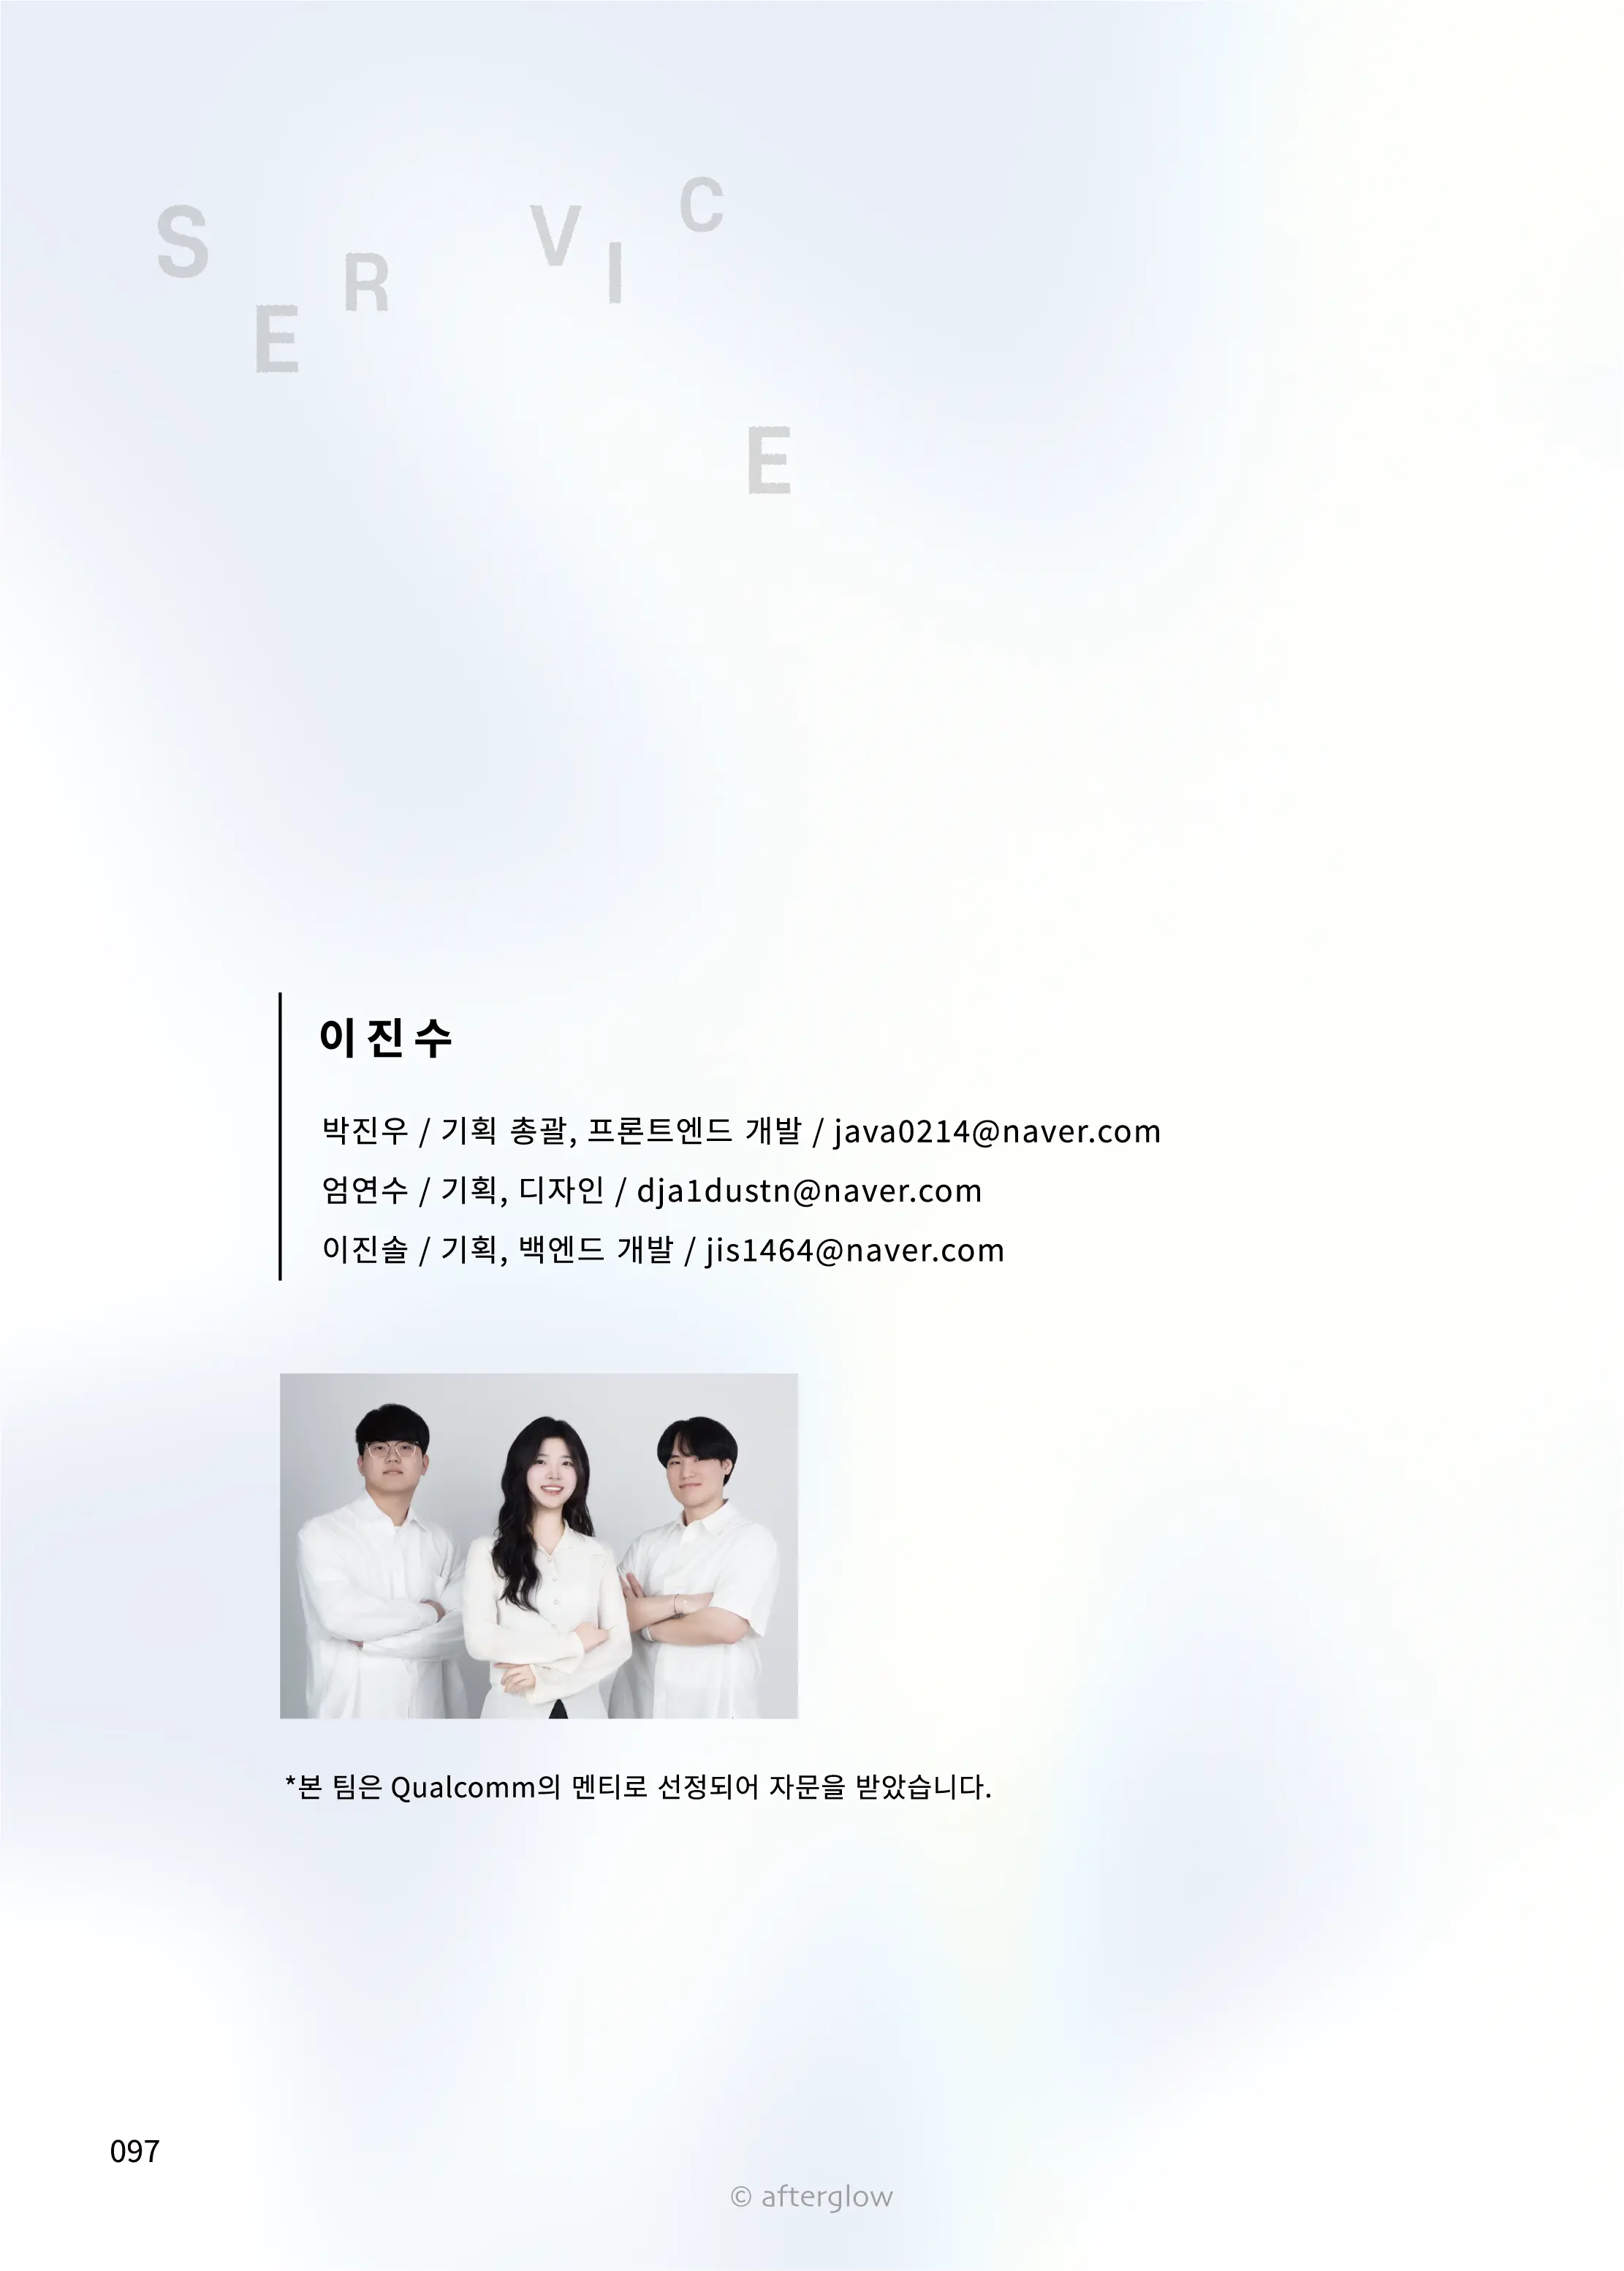 SERVICE
이진수
박진우 / 기획 총괄, 프론트엔드 개발 / java0214@naver.com
엄연수 / 기획, 디자인 / dja1dustn@naver.com
이진솔 / 기획, 백엔드 개발 / jis1464@naver.com
*본 팀은 Qualcomm의 멘티로 선정되어 자문을 받았습니다.
097
© afterglow